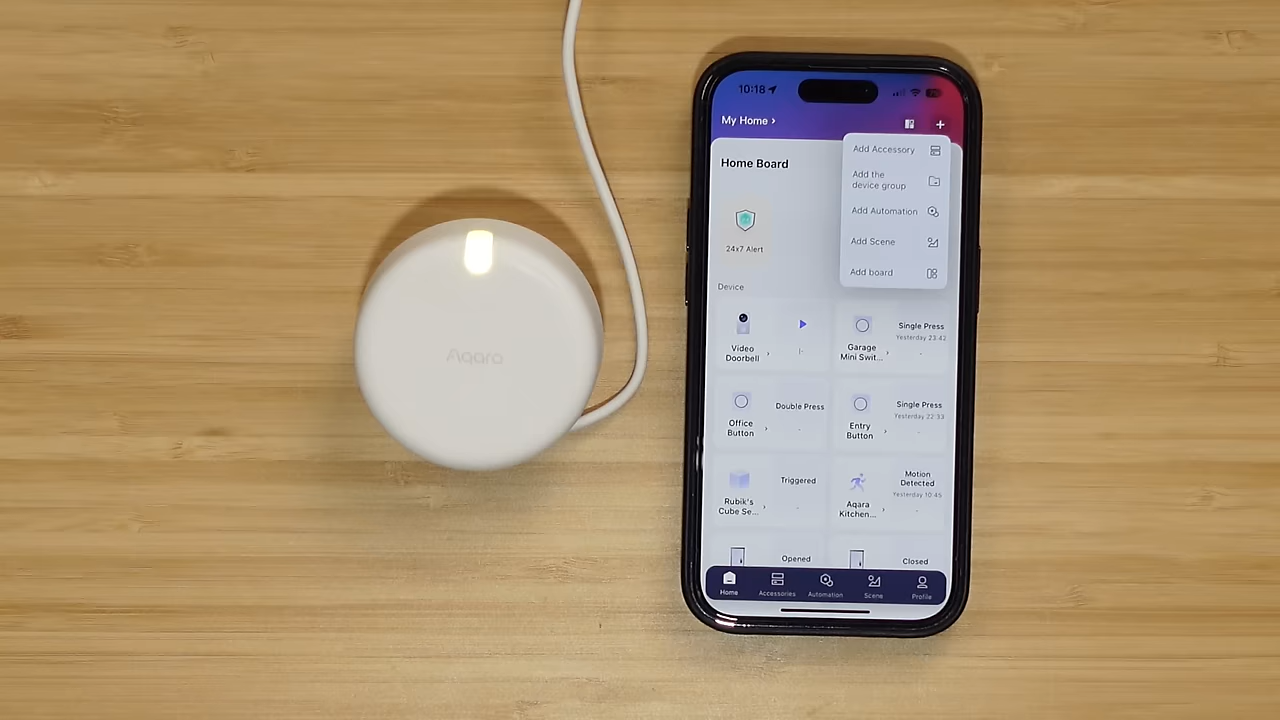 Aqara
10:18
My Home ›
Home Board
Add Accessory
Add the
device group
Add Automation
Add Scene
Add board
24x7 Alert
Device
Video
Doorbell
Garage
Mini Swit...
Single Press
Yesterday 23:42
Office
Button
Double Press
Entry
Button
Single Press
Yesterday 22:33
Rubik's
Cube Se...
Triggered
Aqara
Kitchen...
Motion
Detected
Yesterday 10:45
Opened
Closed
Home
Accessories
Automation
Scene
Profile